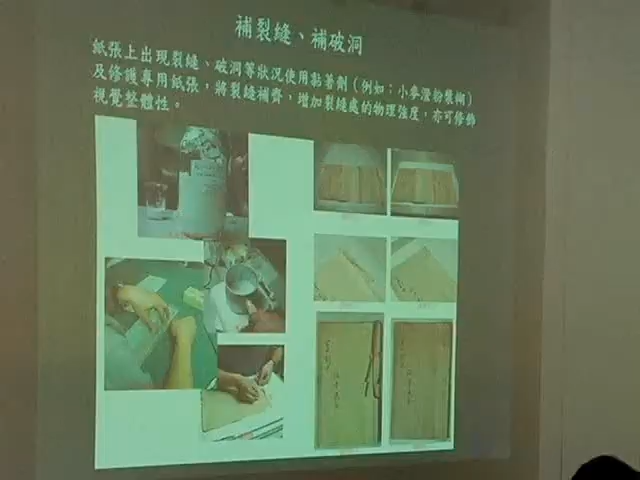 補裂縫、補破洞
紙張上出現裂縫、破洞等狀況使用黏著劑（例如：小麥澄粉漿糊）
及修護專用紙張，將裂縫補齊，增加裂縫處的物理強度，亦可修飾
視覺整體性。